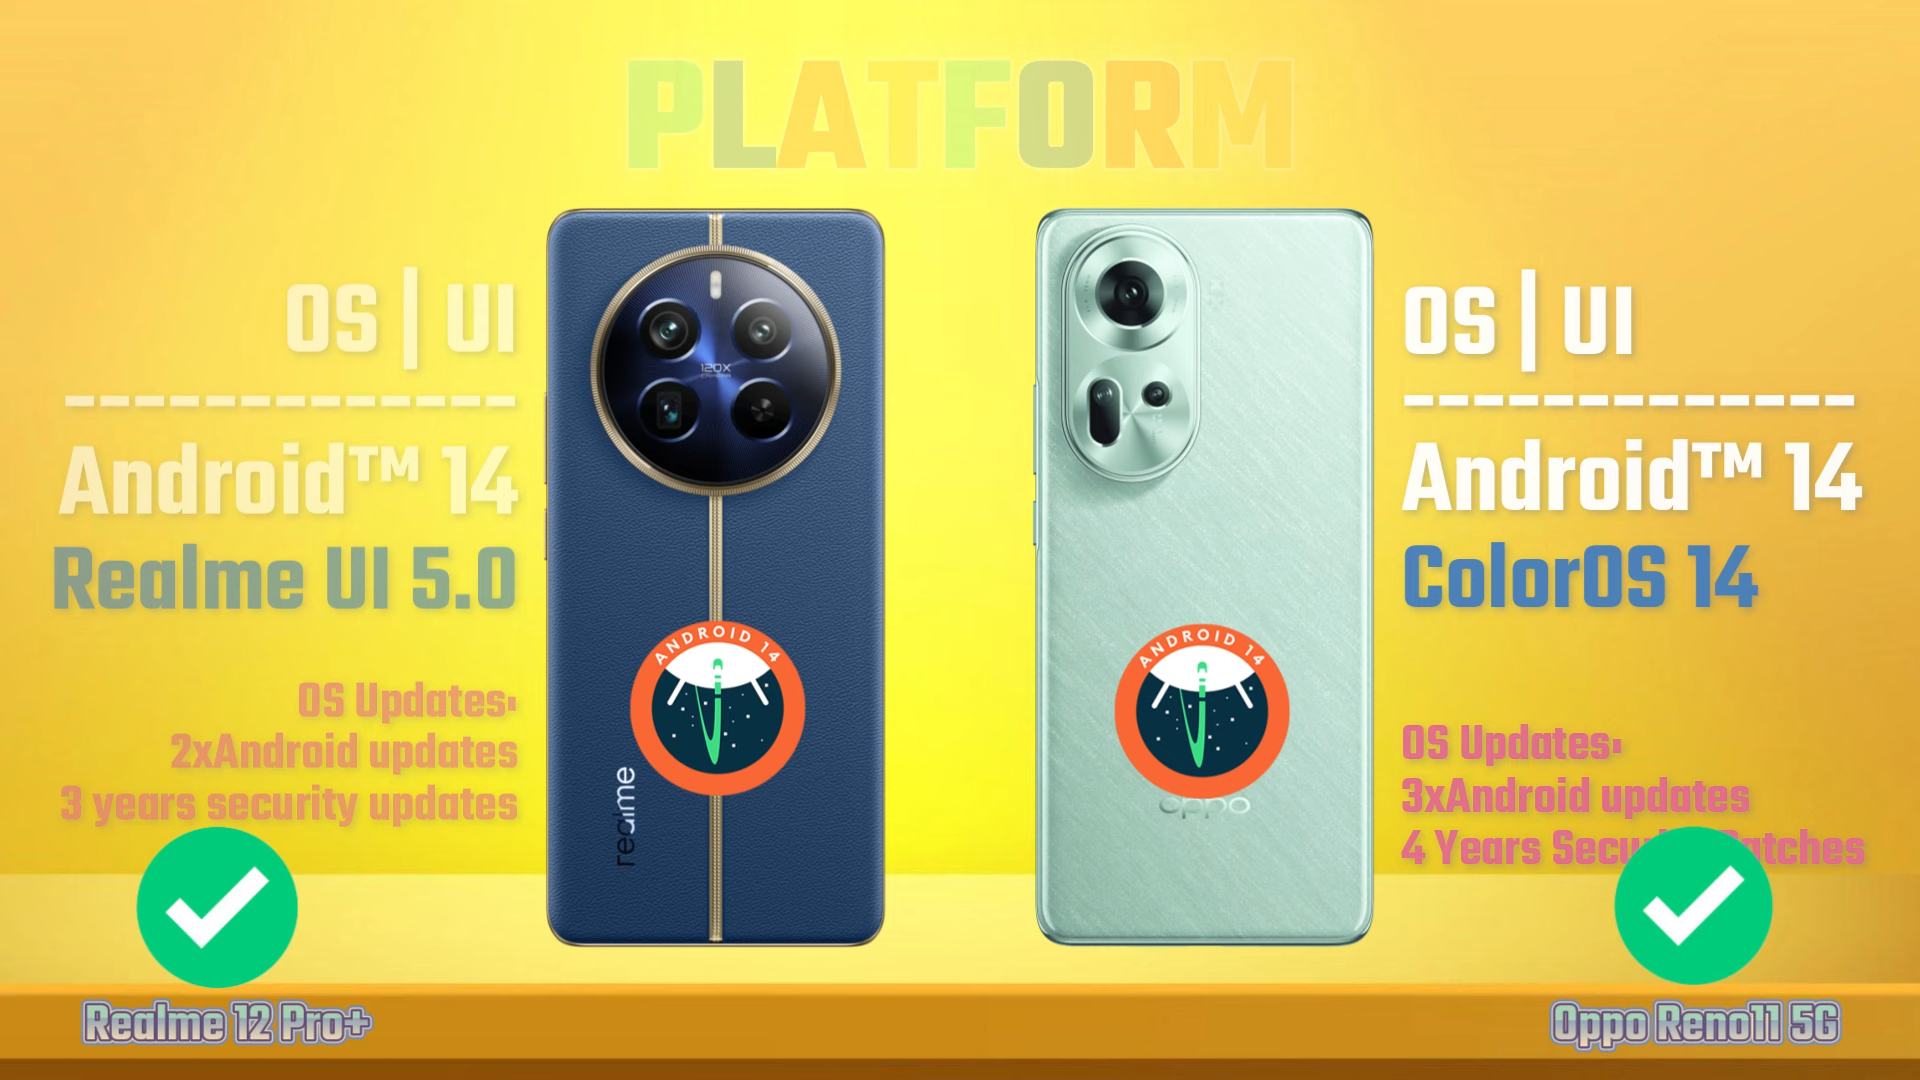 PLATFORM
OS | UI
-------------
Android™ 14
Realme UI 5.0
OS Updates:
2xAndroid updates
3 years security updates
Realme 12 Pro+
120X
ANDROID 14
realme
ANDROID 14
oppo
OS | UI
-------------
Android™ 14
ColorOS 14
OS Updates:
3xAndroid updates
4 Years
Oppo Reno11 5G